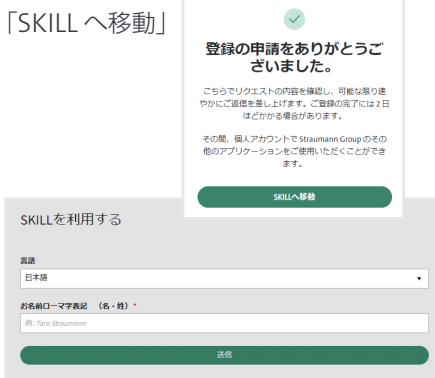 「SKILL へ移動」
登録の申請をありがとうご
ざいました。
こちらでリクエストの内容を確認し、可能な限り速
やかにご返信を差し上げます。ご登録の完了には2日
ほどかかる場合があります。
その間、個人アカウントで Straumann Group のその
他のアプリケーションをご使用いただくことができ
ます。
SKILLへ移動
SKILLを利用する
言語
日本語
お名前ローマ字表記 （名・姓）*
例: Taro Straumann
送信